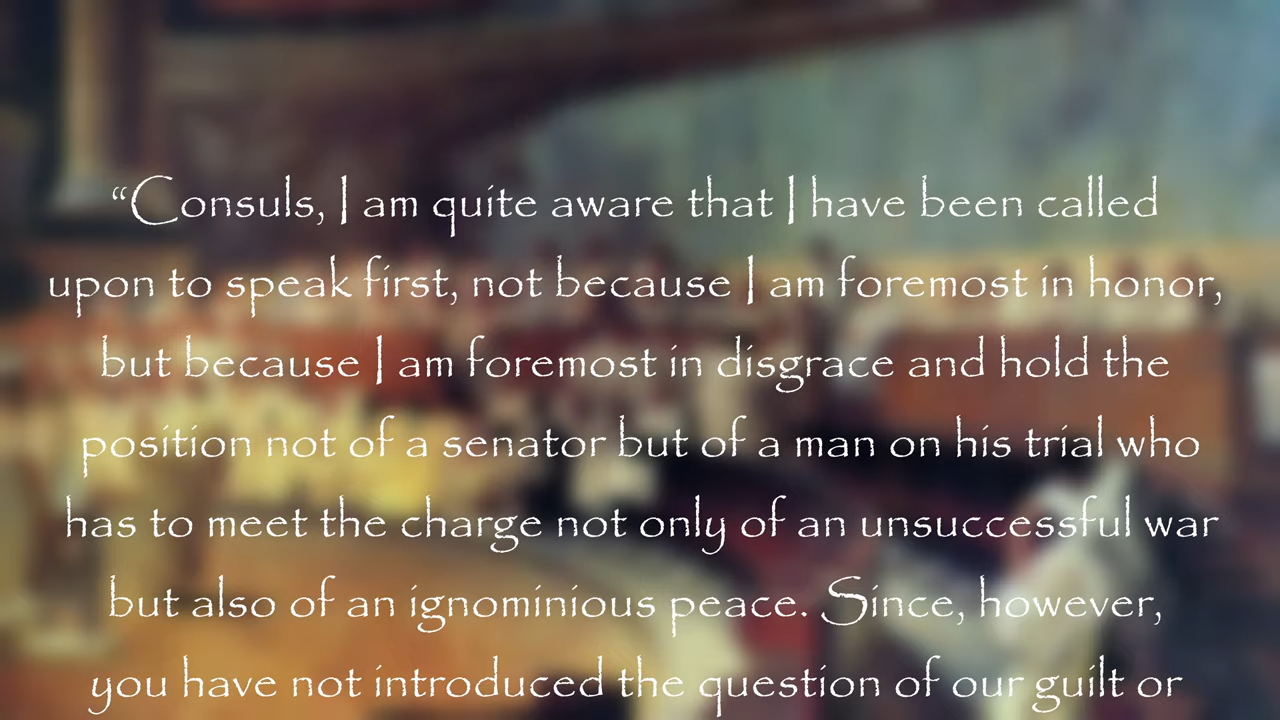 “Consuls, I am quite aware that I have been called
upon to speak first, not because I am foremost in honor,
but because I am foremost in disgrace and hold the
position not of a senator but of a man on his trial who
has to meet the charge not only of an unsuccessful war
but also of an ignominious peace. Since, however,
you have not introduced the question of our guilt or